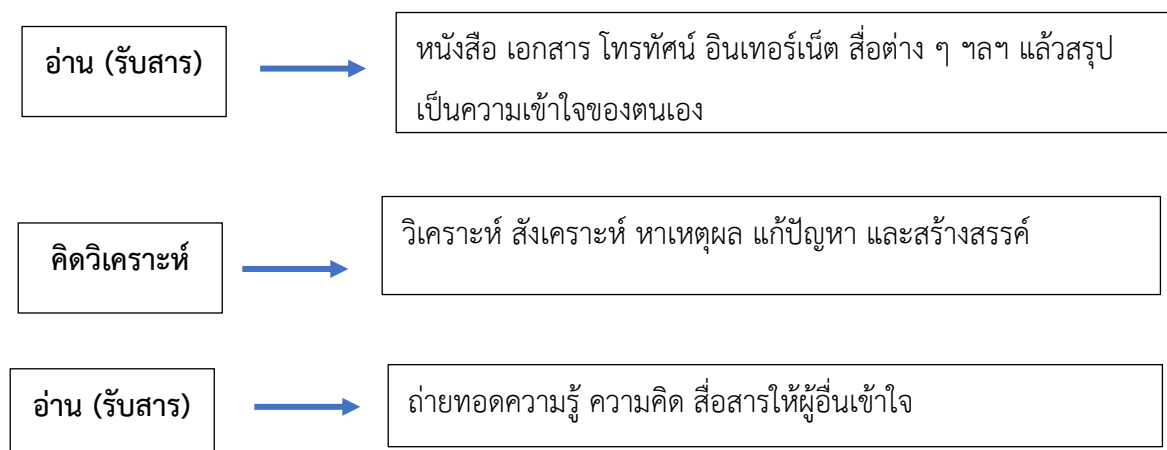 อ่าน (รับสาร)
หนังสือ เอกสาร โทรทัศน์ อินเทอร์เน็ต สื่อต่าง ๆ ฯลฯ แล้วสรุป
เป็นความเข้าใจของตนเอง
คิดวิเคราะห์
วิเคราะห์ สังเคราะห์ หาเหตุผล แก้ปัญหา และสร้างสรรค์
อ่าน (รับสาร)
ถ่ายทอดความรู้ ความคิด สื่อสารให้ผู้อื่นเข้าใจ